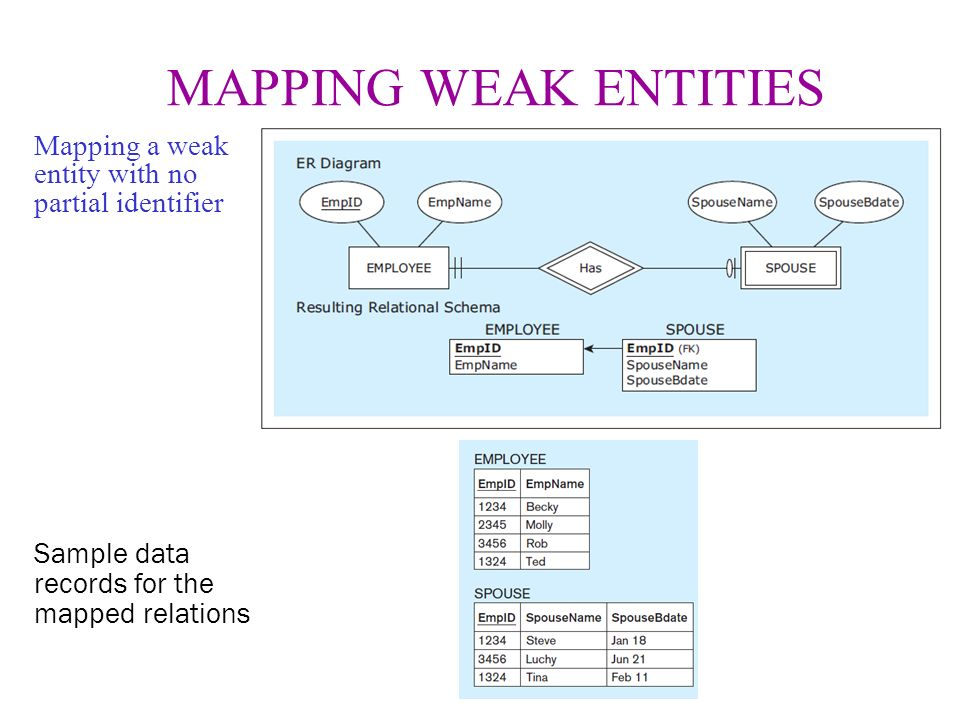 MAPPING WEAK ENTITIES
Mapping a weak
entity with no
partial identifier
ER Diagram
EmpID EmpName SpouseName SpouseBdate
EMPLOYEE Has SPOUSE
Resulting Relational Schema
EMPLOYEE SPOUSE
EmpID EmpID (FK)
EmpName SpouseName
SpouseBdate
Sample data
records for the
mapped relations
EMPLOYEE
EmpID EmpName
1234 Becky
2345 Molly
3456 Rob
1324 Ted
SPOUSE
EmpID SpouseName SpouseBdate
1234 Steve Jan 18
3456 Luchy Jun 21
1324 Tina Feb 11